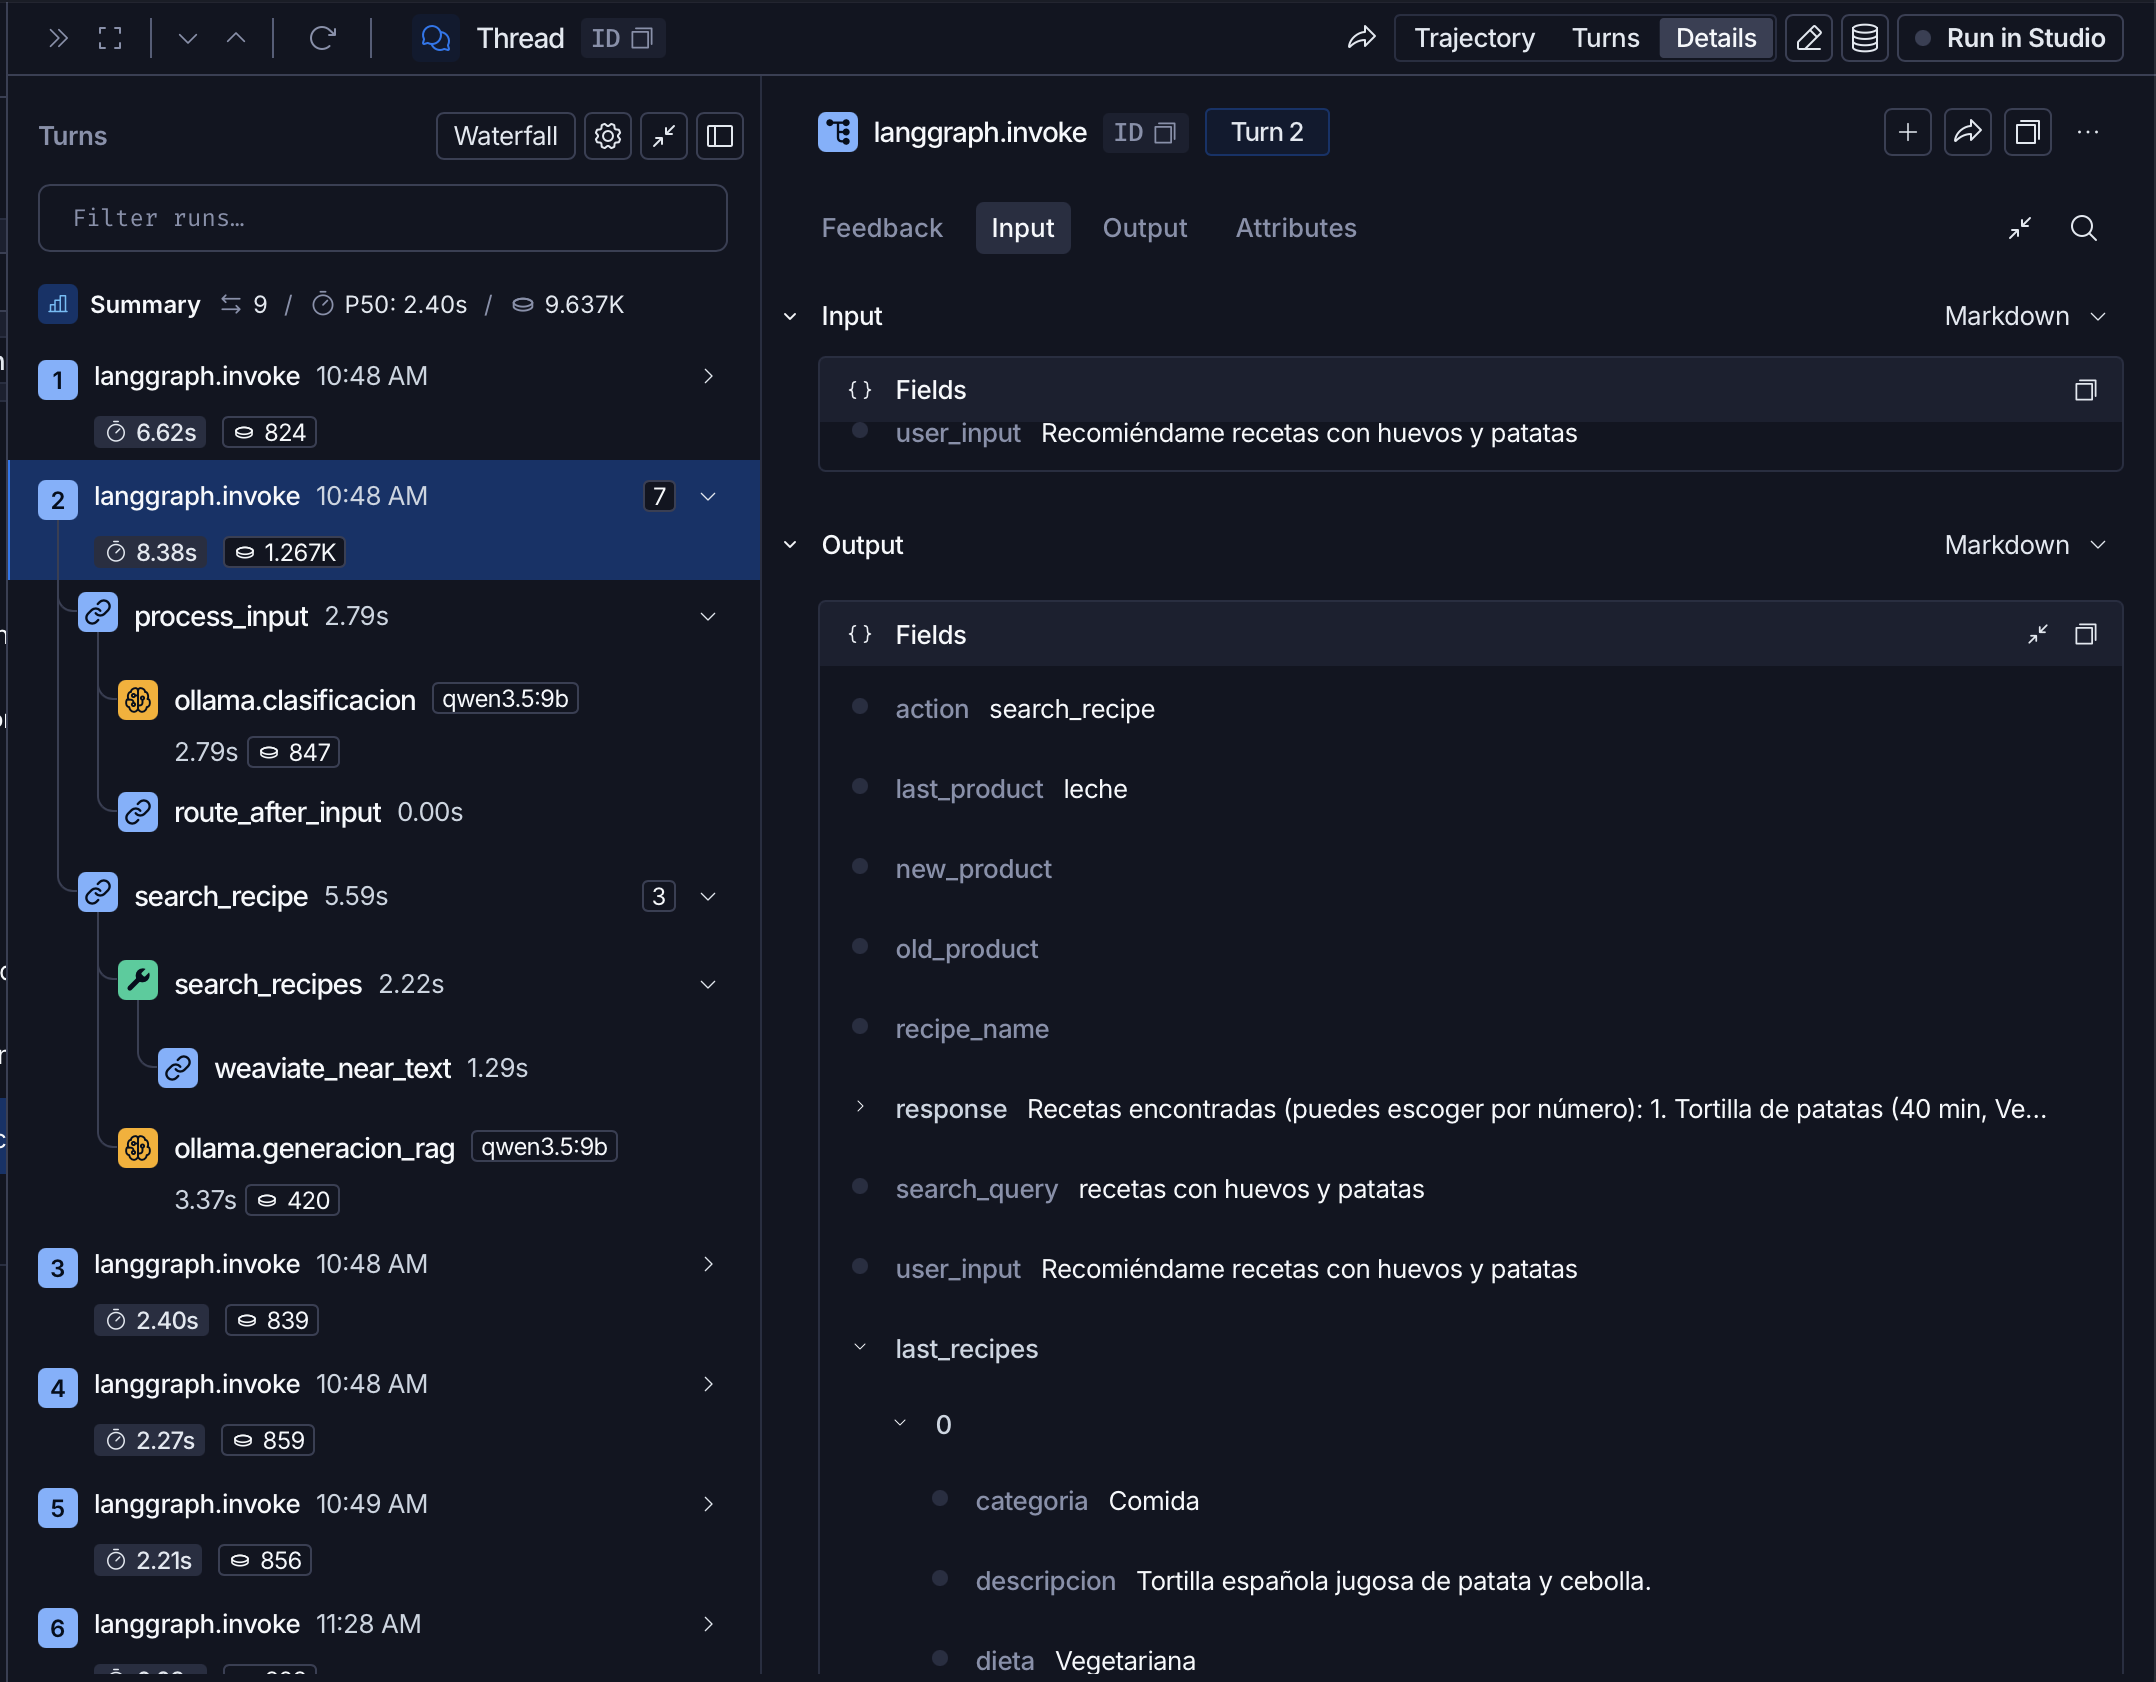 Thread ID
Trajectory Turns Details Run in Studio
Turns Waterfall
Filter runs…
Summary 9 / P50: 2.40s / 9.637K
1 langgraph.invoke 10:48 AM
6.62s 824
2 langgraph.invoke 10:48 AM 7
8.38s 1.267K
process_input 2.79s
ollama.clasificacion qwen3.5:9b
2.79s 847
route_after_input 0.00s
search_recipe 5.59s 3
search_recipes 2.22s
weaviate_near_text 1.29s
ollama.generacion_rag qwen3.5:9b
3.37s 420
3 langgraph.invoke 10:48 AM
2.40s 839
4 langgraph.invoke 10:48 AM
2.27s 859
5 langgraph.invoke 10:49 AM
2.21s 856
6 langgraph.invoke 11:28 AM
langgraph.invoke ID Turn 2
Feedback Input Output Attributes
Input Markdown
{} Fields
user_input Recomiéndame recetas con huevos y patatas
Output Markdown
{} Fields
action search_recipe
last_product leche
new_product
old_product
recipe_name
response Recetas encontradas (puedes escoger por número): 1. Tortilla de patatas (40 min, Ve...
search_query recetas con huevos y patatas
user_input Recomiéndame recetas con huevos y patatas
last_recipes
0
categoria Comida
descripcion Tortilla española jugosa de patata y cebolla.
dieta Vegetariana